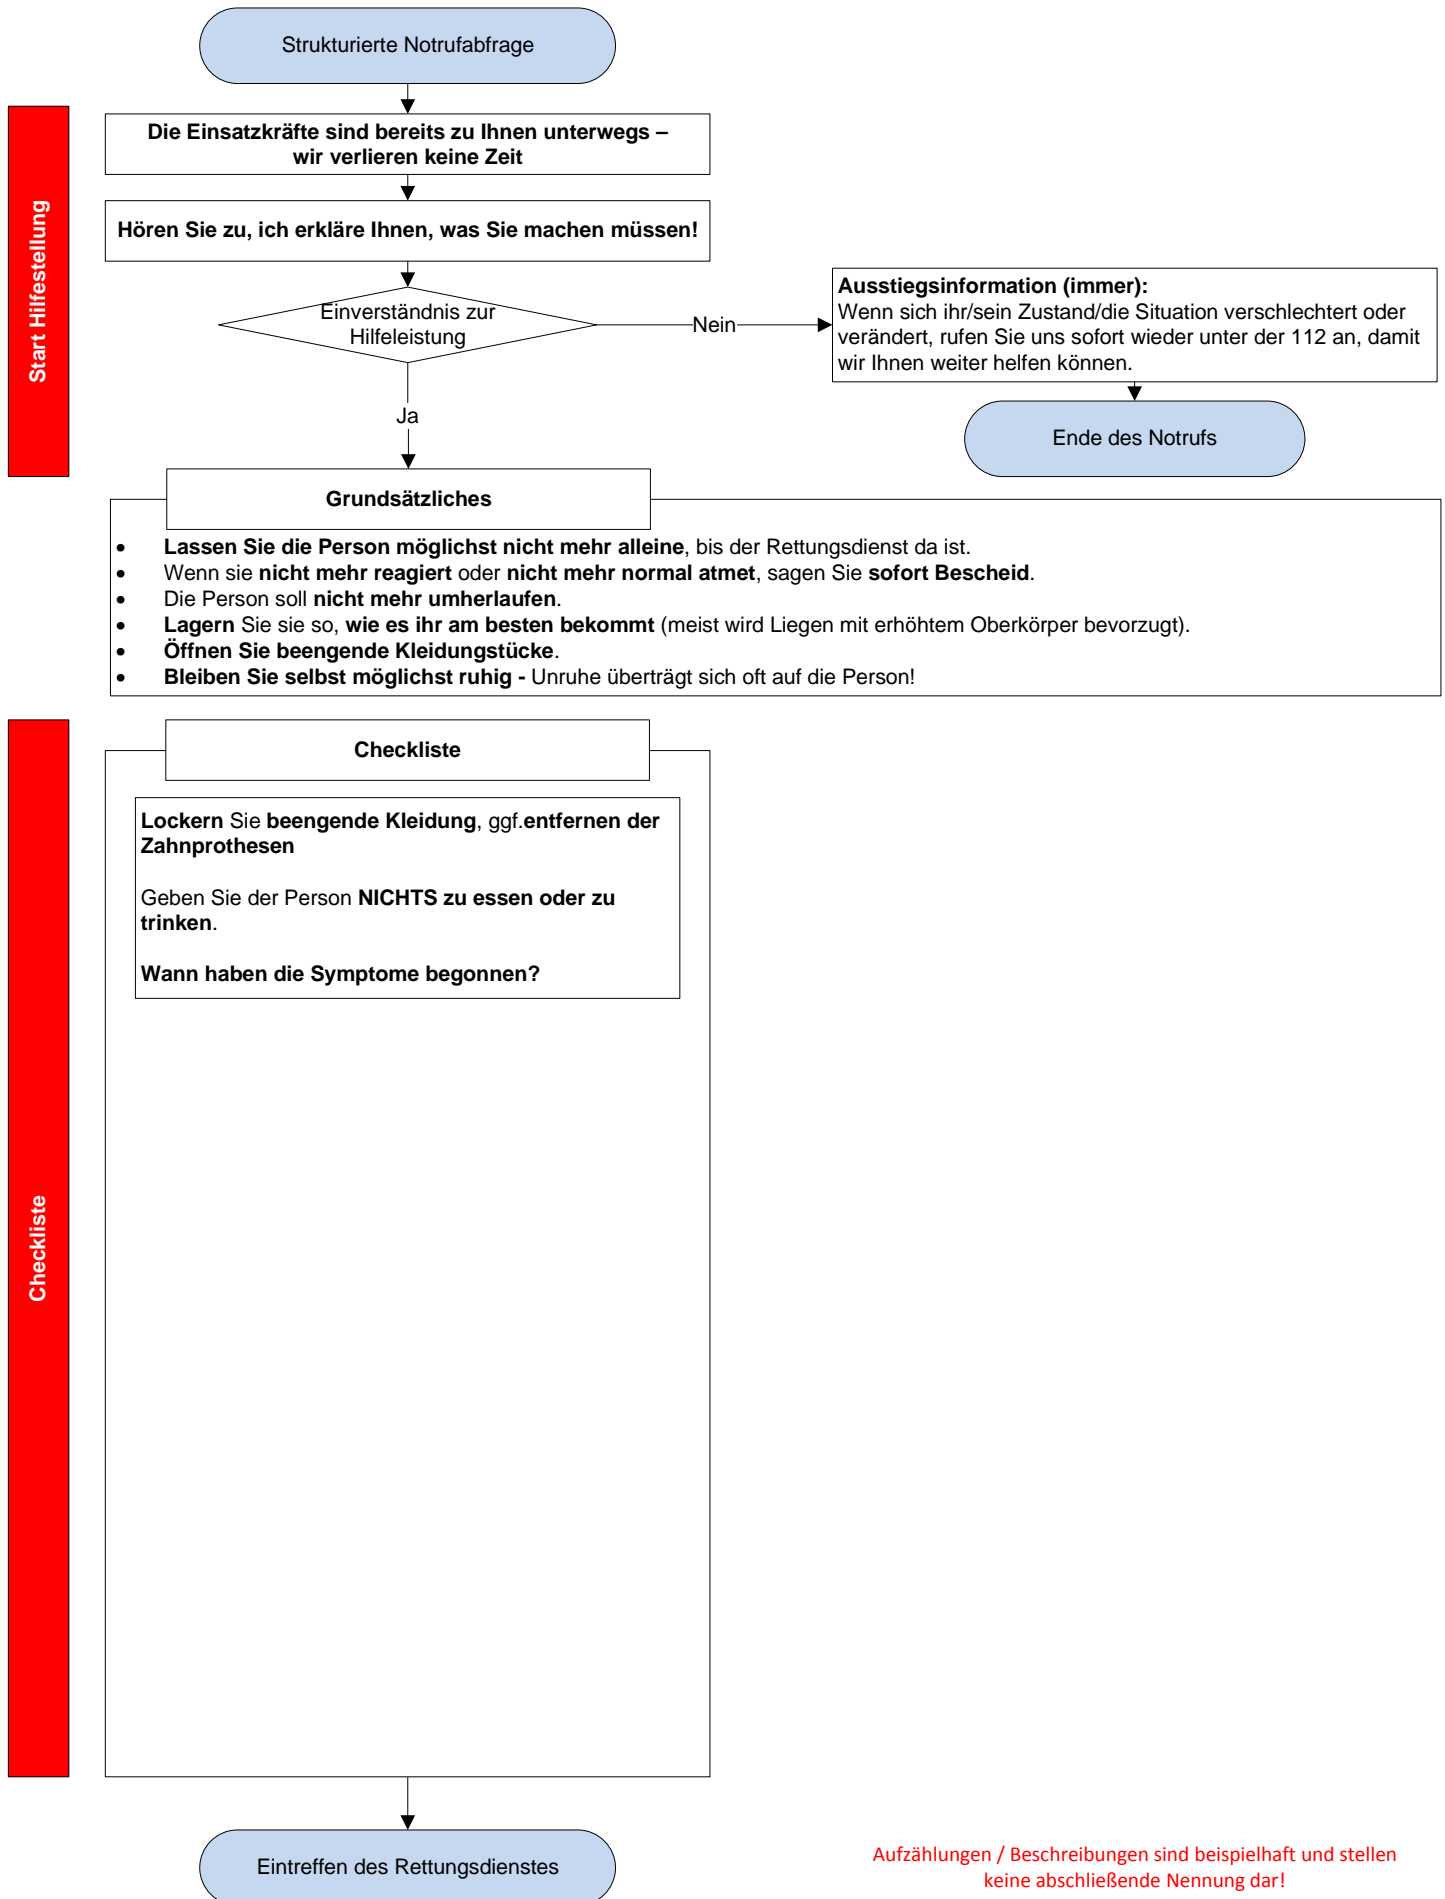 Strukturierte Notrufabfrage
Start Hilfestellung
Die Einsatzkräfte sind bereits zu Ihnen unterwegs –
wir verlieren keine Zeit
Hören Sie zu, ich erkläre Ihnen, was Sie machen müssen!
Einverständnis zur
Hilfeleistung
Nein
Ausstiegsinformation (immer):
Wenn sich ihr/sein Zustand/die Situation verschlechtert oder
verändert, rufen Sie uns sofort wieder unter der 112 an, damit
wir Ihnen weiter helfen können.
Ja
Ende des Notrufs
Grundsätzliches
• Lassen Sie die Person möglichst nicht mehr alleine, bis der Rettungsdienst da ist.
• Wenn sie nicht mehr reagiert oder nicht mehr normal atmet, sagen Sie sofort Bescheid.
• Die Person soll nicht mehr umherlaufen.
• Lagern Sie sie so, wie es ihr am besten bekommt (meist wird Liegen mit erhöhtem Oberkörper bevorzugt).
• Öffnen Sie beengende Kleidungstücke.
• Bleiben Sie selbst möglichst ruhig - Unruhe überträgt sich oft auf die Person!
Checkliste
Checkliste
Lockern Sie beengende Kleidung, ggf.entfernen der
Zahnprothesen
Geben Sie der Person NICHTS zu essen oder zu
trinken.
Wann haben die Symptome begonnen?
Eintreffen des Rettungsdienstes
Aufzählungen / Beschreibungen sind beispielhaft und stellen
keine abschließende Nennung dar!